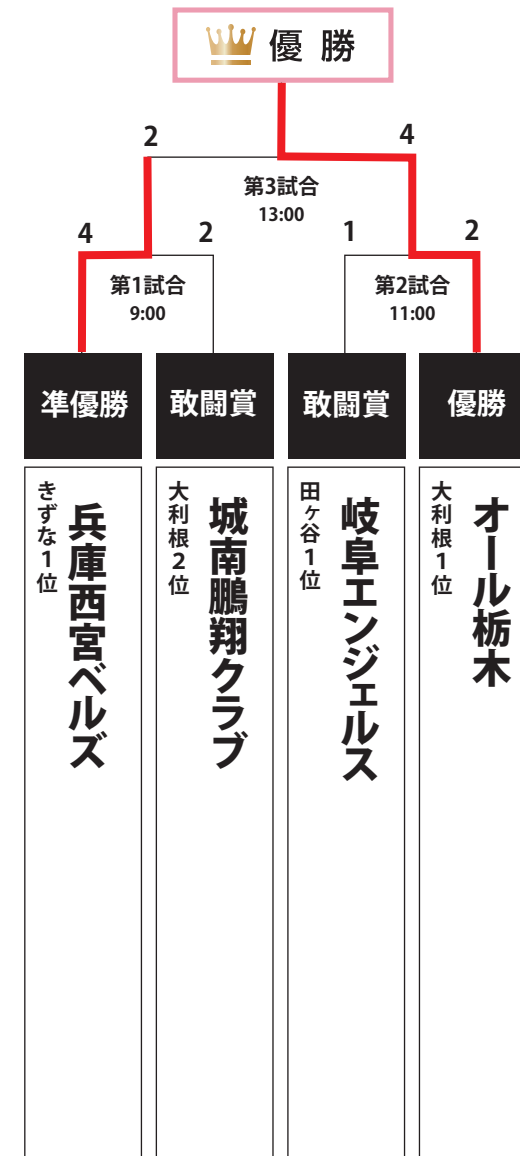 優勝
2
4
第3試合
13:00
4
2
1
2
第1試合
9:00
第2試合
11:00
準優勝
敢闘賞
敢闘賞
優勝
きずな1位
兵庫西宮ベルズ
大利根2位
城南鵬翔クラブ
田ヶ谷1位
岐阜エンジェルス
大利根1位
オール栃木